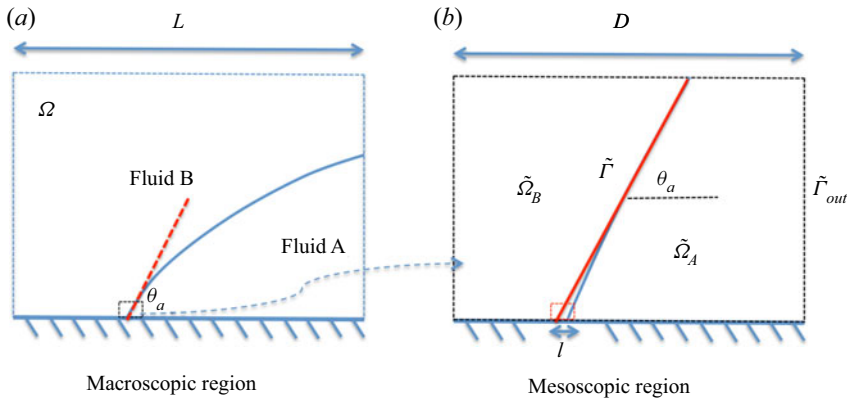 (a)
L
Ω
Fluid B
Fluid A
θa
Macroscopic region
(b)
D
Ω̃B
Γ̃
θa
Γ̃out
Ω̃A
l
Mesoscopic region